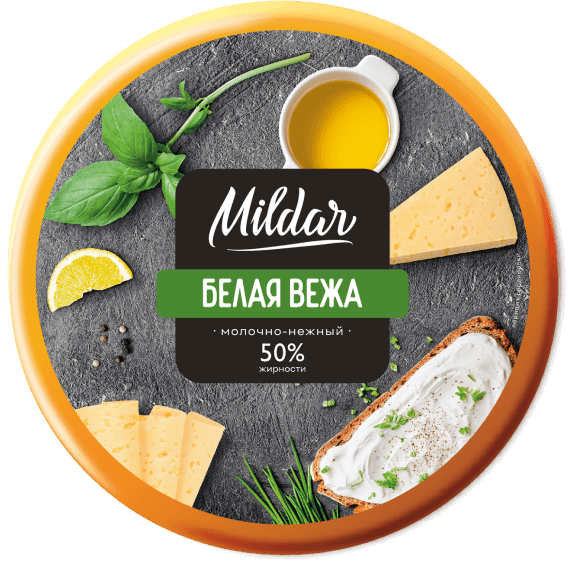 Mildar
БЕЛАЯ ВЕЖА
· МОЛОЧНО-НЕЖНЫЙ ·
50%
ЖИРНОСТИ